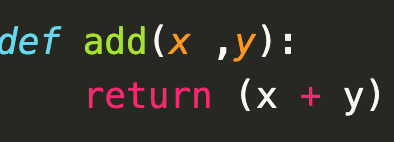 def add(x ,y):
    return (x + y)